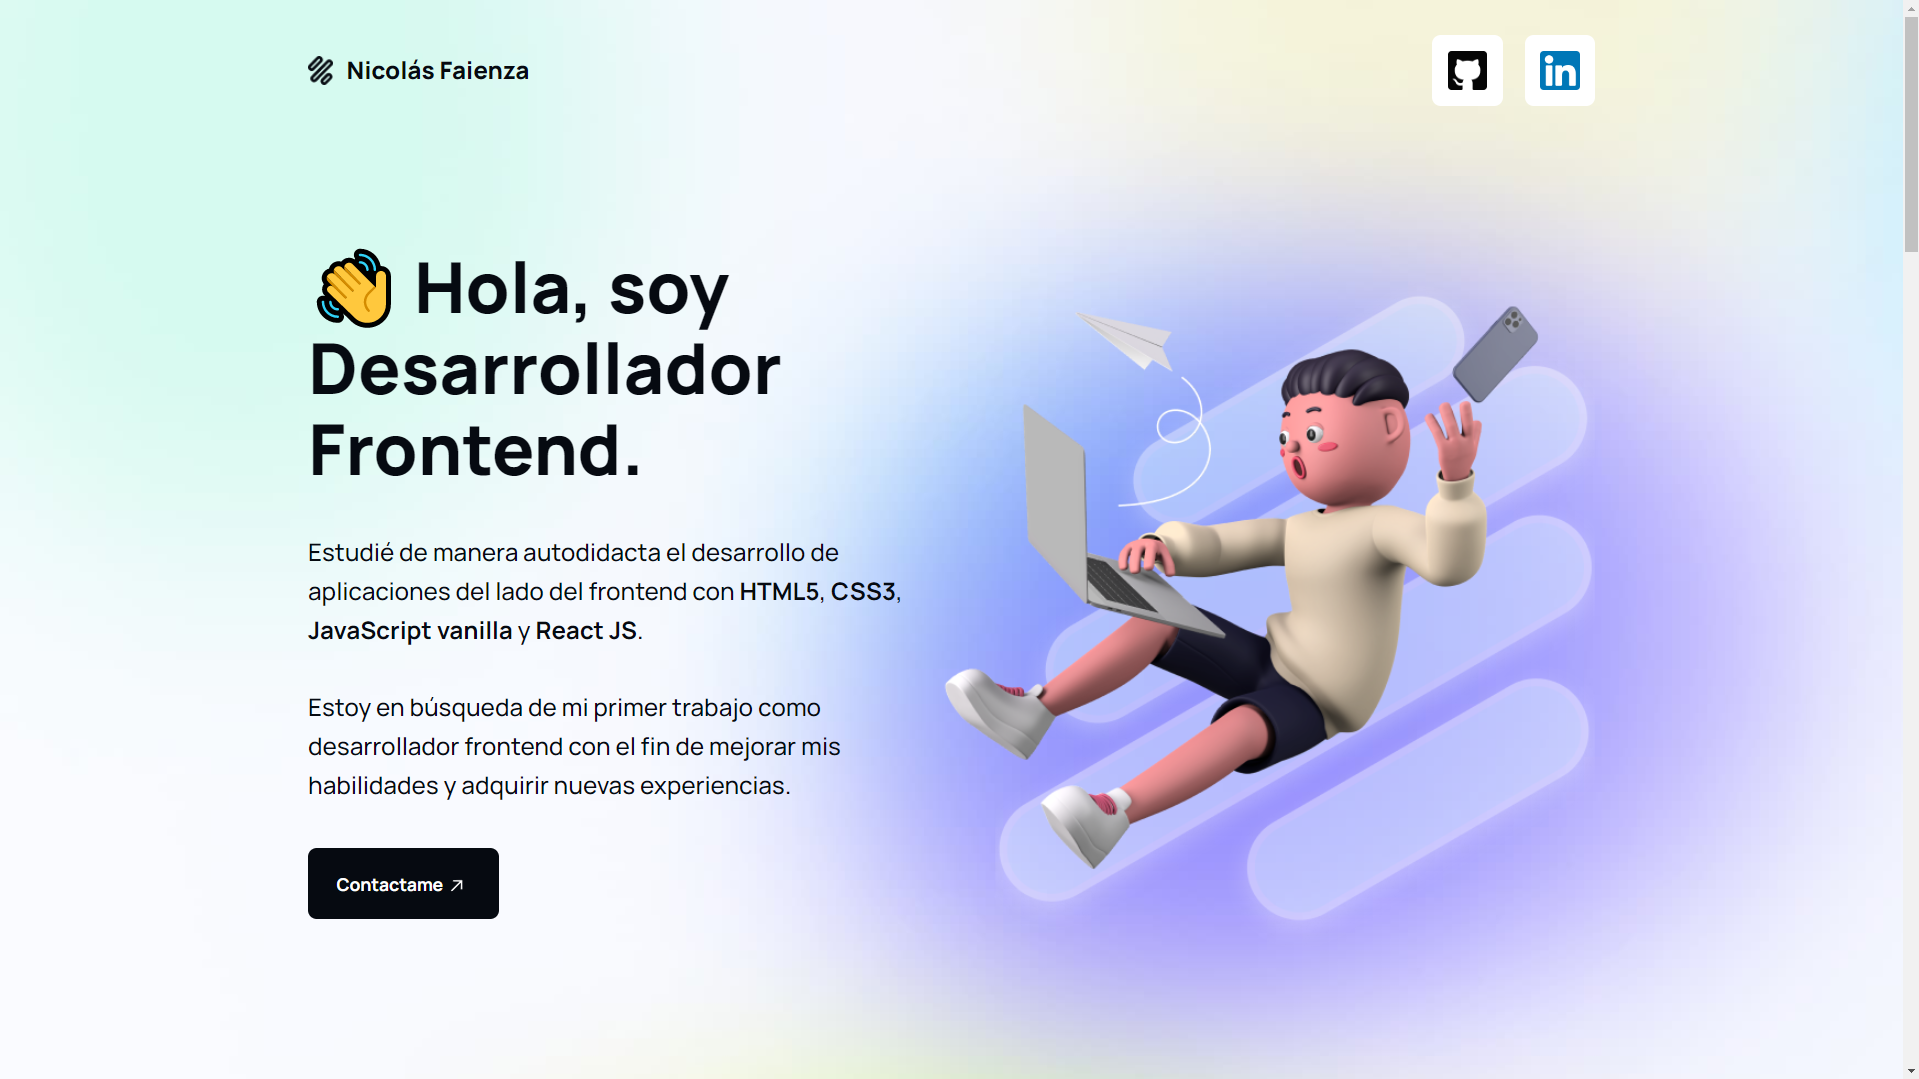 Nicolás Faienza
Hola, soy
Desarrollador
Frontend.
Estudié de manera autodidacta el desarrollo de
aplicaciones del lado del frontend con HTML5, CSS3,
JavaScript vanilla y React JS.
Estoy en búsqueda de mi primer trabajo como
desarrollador frontend con el fin de mejorar mis
habilidades y adquirir nuevas experiencias.
Contactame